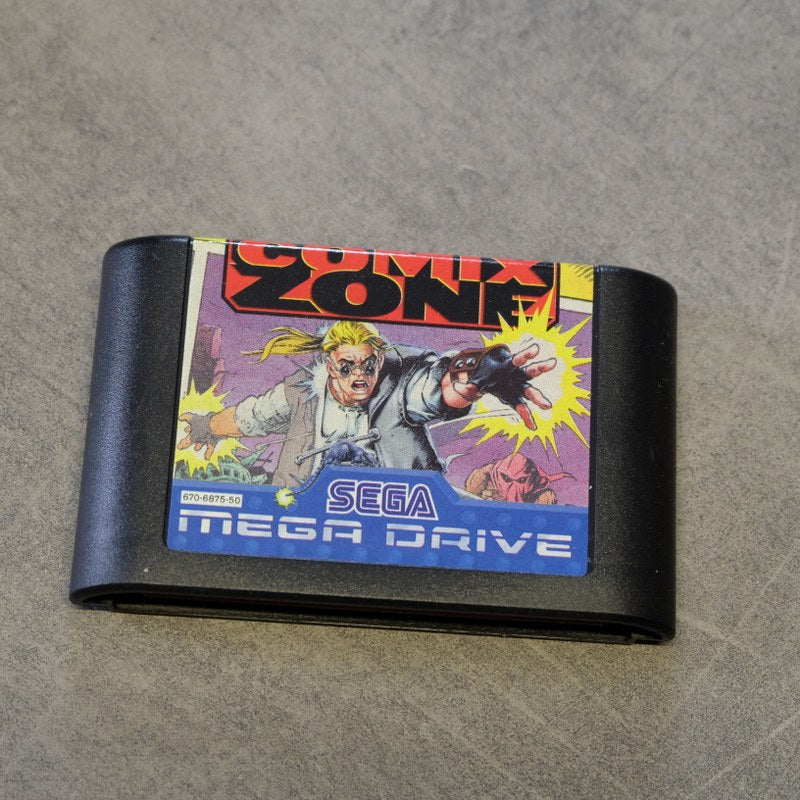 COMIX
ZONE
670-6875-50
SEGA
MEGA DRIVE